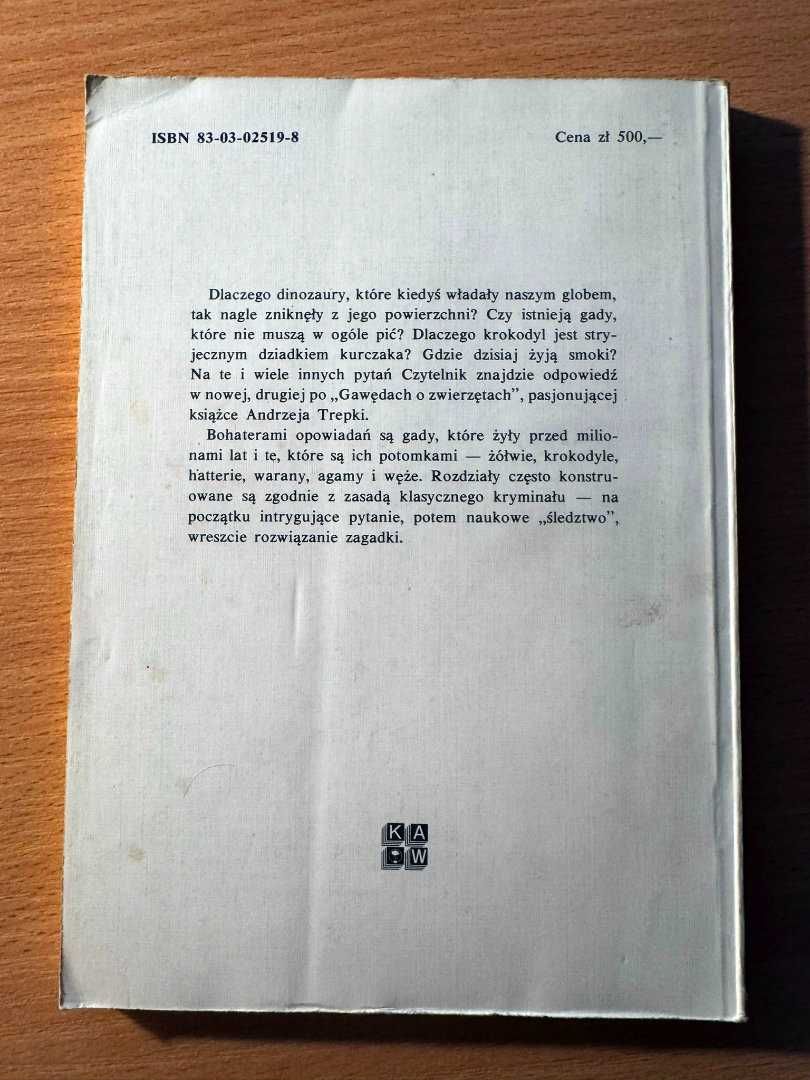 ISBN 83-03-02519-8 Cena zł 500,—
Dlaczego dinozaury, które kiedyś władały naszym globem,
tak nagle zniknęły z jego powierzchni? Czy istnieją gady,
które nie muszą w ogóle pić? Dlaczego krokodyl jest stry-
jecznym dziadkiem kurczaka? Gdzie dzisiaj żyją smoki?
Na te i wiele innych pytań Czytelnik znajdzie odpowiedź
w nowej, drugiej po „Gawędach o zwierzętach”, pasjonującej
książce Andrzeja Trepki.
Bohaterami opowiadań są gady, które żyły przed milio-
nami lat i te, które są ich potomkami — żółwie, krokodyle,
hatterie, warany, agamy i węże. Rozdziały często konstru-
owane są zgodnie z zasadą klasycznego kryminału — na
początku intrygujące pytanie, potem naukowe „śledztwo”,
wreszcie rozwiązanie zagadki.
K A
W